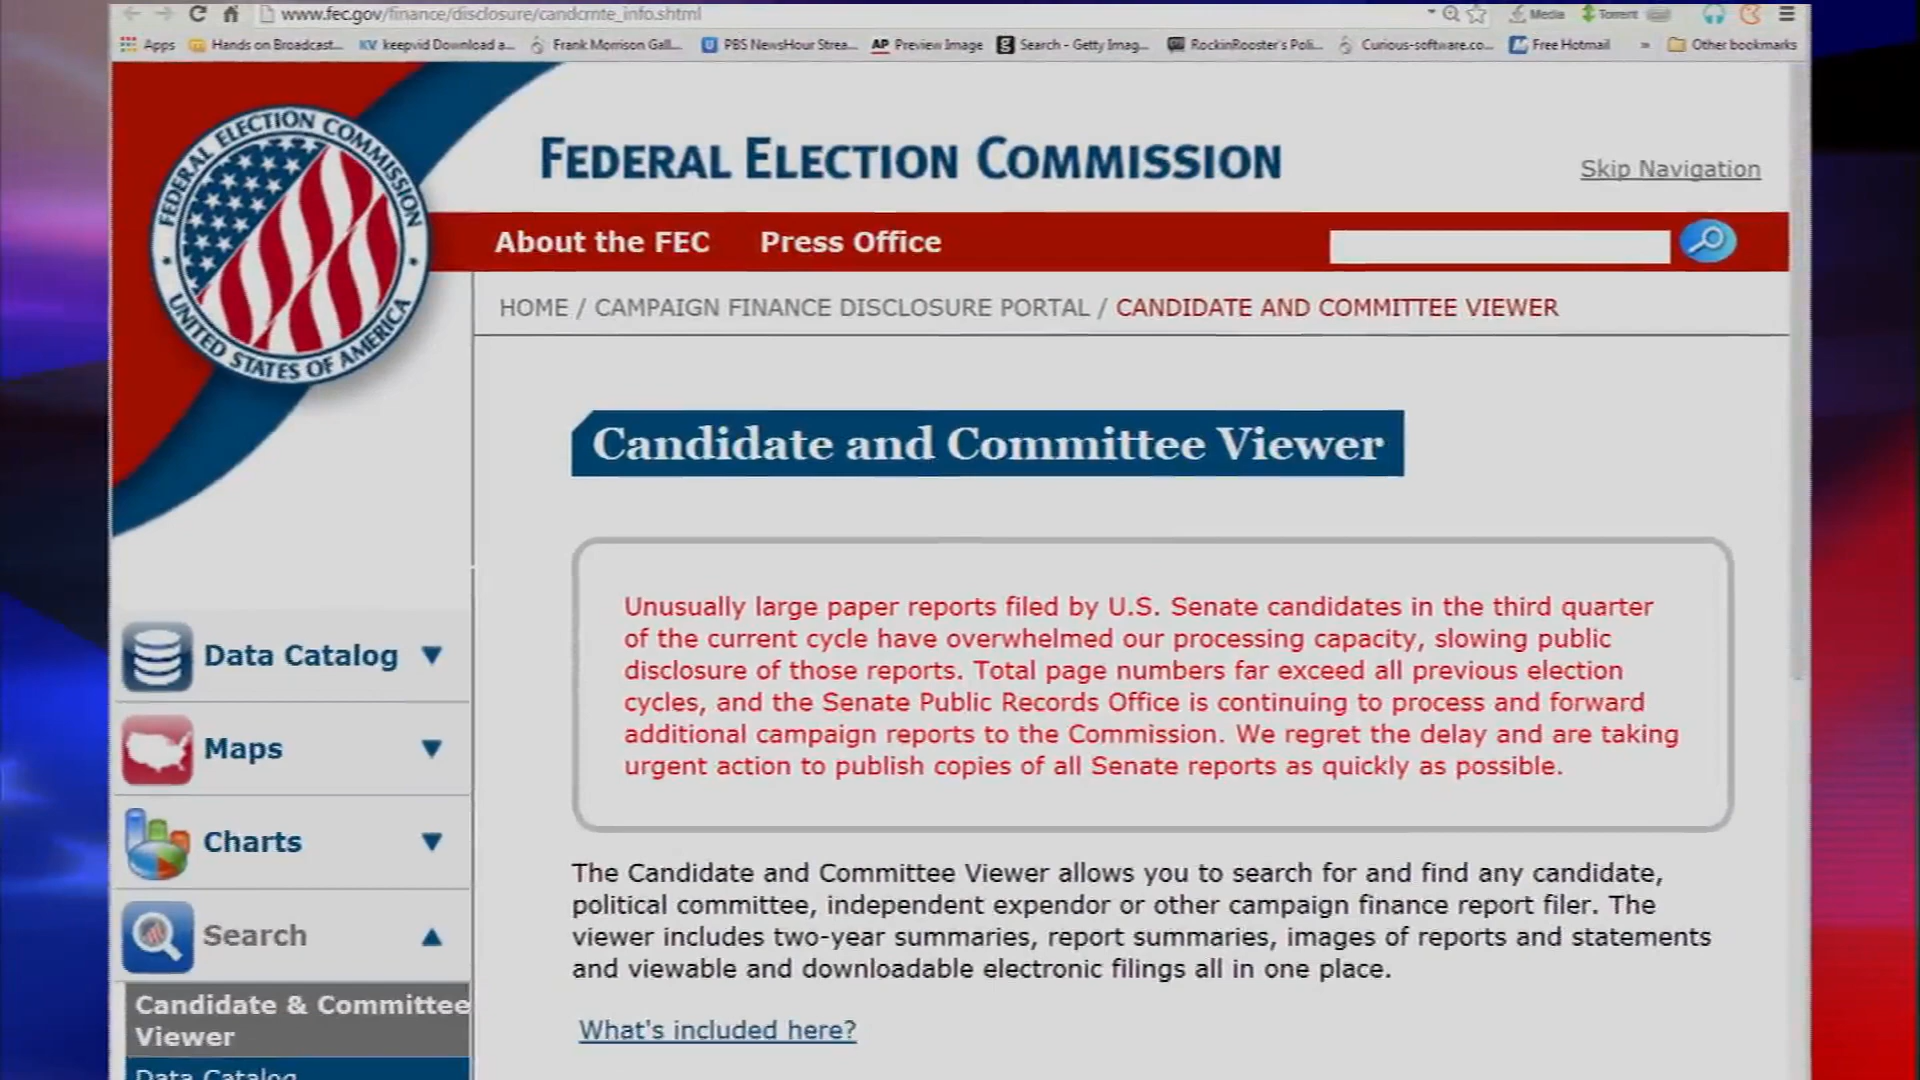 www.fec.gov/finance/disclosure/candcmte_info.shtml
Media
Torrent
Apps
Hands on Broadcast...
KV keepvid Download a...
Frank Morrison Gall...
PBS NewsHour Strea...
AP Preview Image
Search - Getty Imag...
RockinRooster's Poli...
Curious-software.co...
Free Hotmail
»
Other bookmarks
FEDERAL ELECTION COMMISSION
UNITED STATES OF AMERICA
FEDERAL ELECTION COMMISSION
Skip Navigation
About the FEC
Press Office
HOME / CAMPAIGN FINANCE DISCLOSURE PORTAL / CANDIDATE AND COMMITTEE VIEWER
Candidate and Committee Viewer
Unusually large paper reports filed by U.S. Senate candidates in the third quarter
of the current cycle have overwhelmed our processing capacity, slowing public
disclosure of those reports. Total page numbers far exceed all previous election
cycles, and the Senate Public Records Office is continuing to process and forward
additional campaign reports to the Commission. We regret the delay and are taking
urgent action to publish copies of all Senate reports as quickly as possible.
Data Catalog
Maps
Charts
Search
Candidate & Committee
Viewer
Data Catalog
The Candidate and Committee Viewer allows you to search for and find any candidate,
political committee, independent expendor or other campaign finance report filer. The
viewer includes two-year summaries, report summaries, images of reports and statements
and viewable and downloadable electronic filings all in one place.
What's included here?